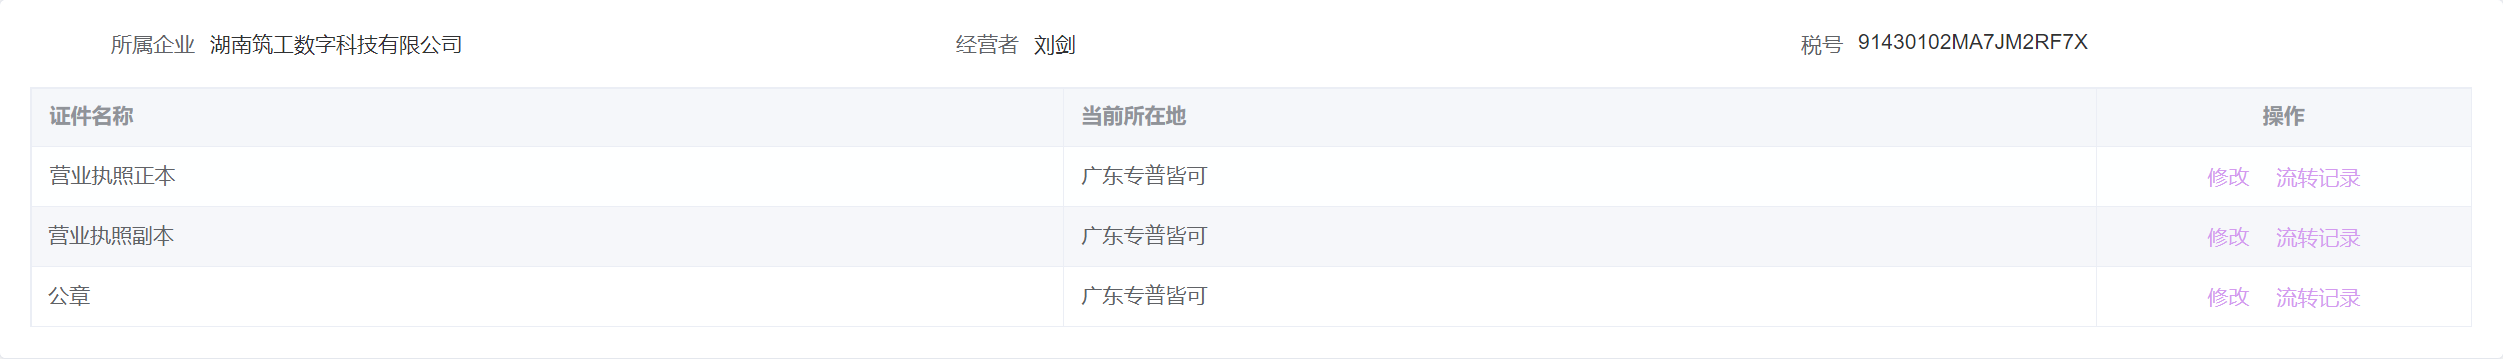 所属企业 湖南筑工数字科技有限公司 经营者 刘剑 税号 91430102MA7JM2RF7X
证件名称 当前所在地 操作
营业执照正本 广东专普皆可 修改 流转记录
营业执照副本 广东专普皆可 修改 流转记录
公章 广东专普皆可 修改 流转记录